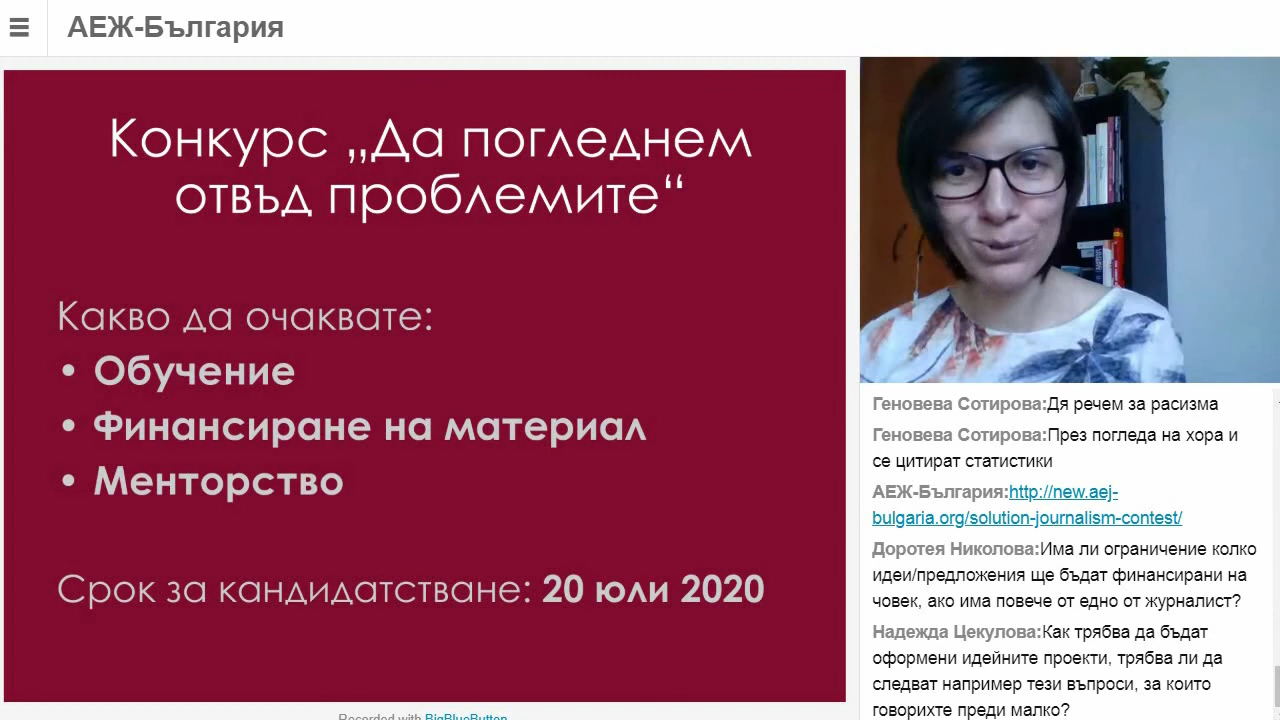 АЕЖ-България
Конкурс „Да погледнем
отвъд проблемите“
Какво да очаквате:
• Обучение
• Финансиране на материал
• Менторство
Срок за кандидатстване: 20 юли 2020
Геновева Сотирова:Дя речем за расизма
Геновева Сотирова:През погледа на хора и
се цитират статистики
АЕЖ-България:http://new.aej-
bulgaria.org/solution-journalism-contest/
Доротея Николова:Има ли ограничение колко
идеи/предложения ще бъдат финансирани на
човек, ако има повече от едно от журналист?
Надежда Цекулова:Как трябва да бъдат
оформени идейните проекти, трябва ли да
следват например тези въпроси, за които
говорихте преди малко?
Recorded with BigBlueButton